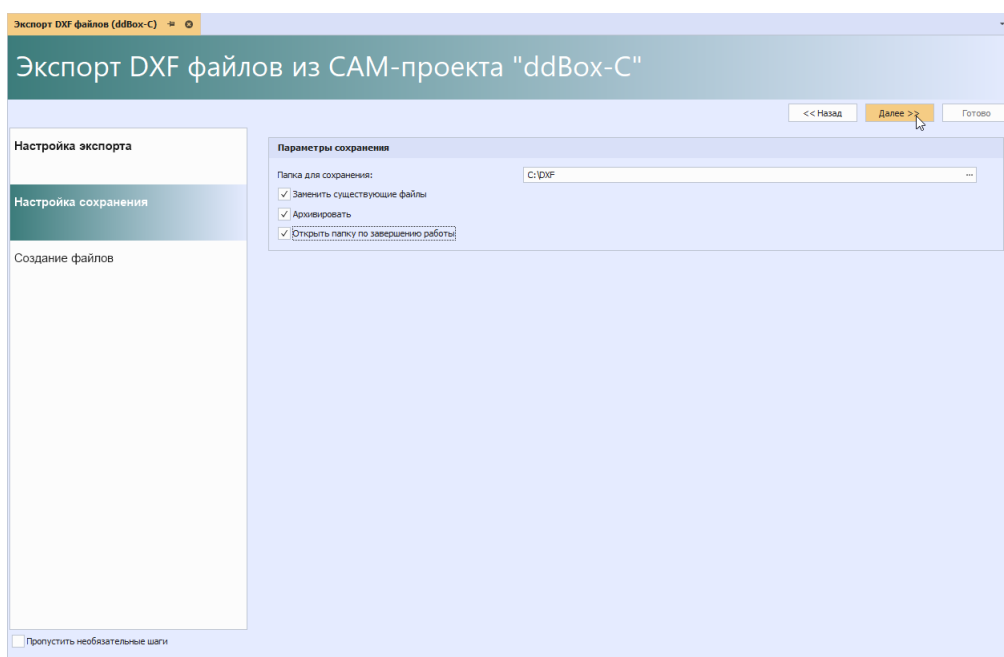 Экспорт DXF файлов (ddBox-C)
Экспорт DXF файлов из CAM-проекта "ddBox-C"
<< Назад Далее >> Готово
Настройка экспорта
Настройка сохранения
Создание файлов
Параметры сохранения
Папка для сохранения: C:\DXF ...
Заменить существующие файлы
Архивировать
Открыть папку по завершению работы
Пропустить необязательные шаги